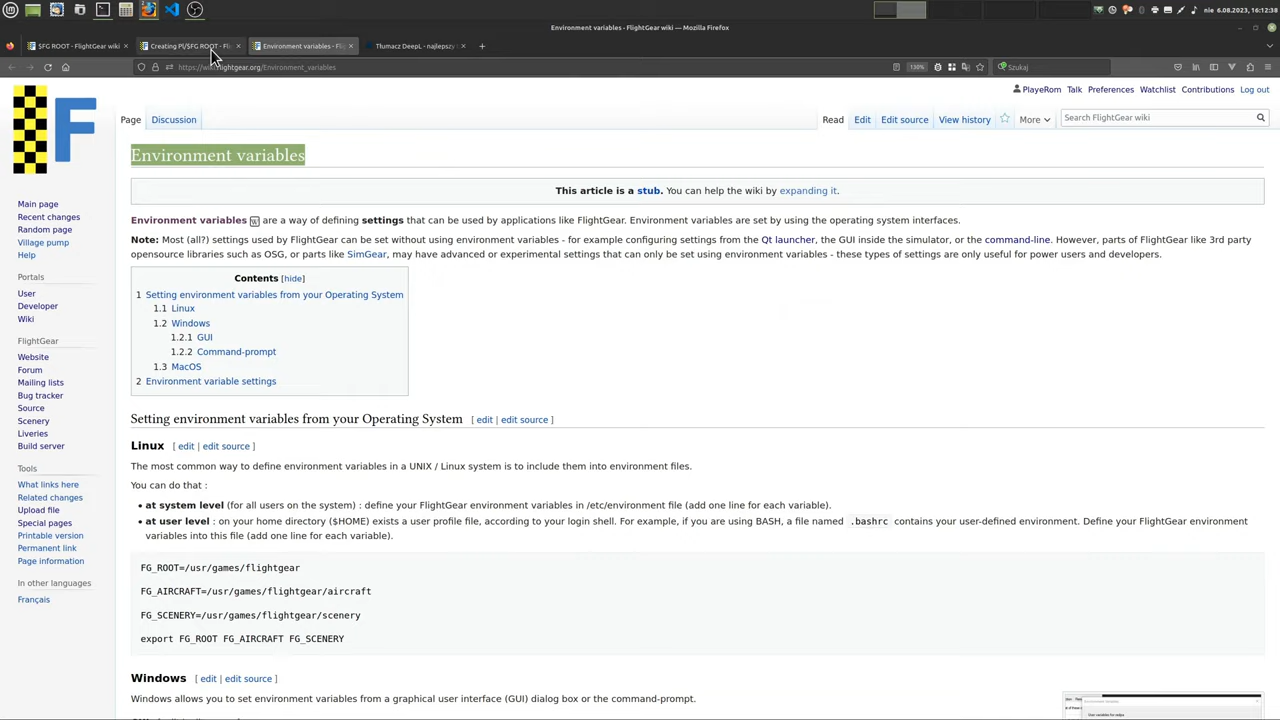 nie 6.08.2023, 16:12:38
Environment variables - FlightGear wiki — Mozilla Firefox
$FG ROOT - FlightGear wiki
Creating Pl/$FG ROOT - Fli
Environment variables - Flig
Tłumacz DeepL - najlepszy
https://wiki.flightgear.org/Environment_variables
130%
Szukaj
PlayeRom Talk Preferences Watchlist Contributions Log out
Page Discussion
Read Edit Edit source View history More
Search FlightGear wiki
F
Main page
Recent changes
Random page
Village pump
Help
Portals
User
Developer
Wiki
FlightGear
Website
Forum
Mailing lists
Bug tracker
Source
Scenery
Liveries
Build server
Tools
What links here
Related changes
Upload file
Special pages
Printable version
Permanent link
Page information
In other languages
Français
Environment variables
This article is a stub. You can help the wiki by expanding it.
Environment variables are a way of defining settings that can be used by applications like FlightGear. Environment variables are set by using the operating system interfaces.
Note: Most (all?) settings used by FlightGear can be set without using environment variables - for example configuring settings from the Qt launcher, the GUI inside the simulator, or the command-line. However, parts of FlightGear like 3rd party
opensource libraries such as OSG, or parts like SimGear, may have advanced or experimental settings that can only be set using environment variables - these types of settings are only useful for power users and developers.
Contents [hide]
1 Setting environment variables from your Operating System
1.1 Linux
1.2 Windows
1.2.1 GUI
1.2.2 Command-prompt
1.3 MacOS
2 Environment variable settings
Setting environment variables from your Operating System [ edit | edit source ]
Linux [ edit | edit source ]
The most common way to define environment variables in a UNIX / Linux system is to include them into environment files.
You can do that :
• at system level (for all users on the system) : define your FlightGear environment variables in /etc/environment file (add one line for each variable).
• at user level : on your home directory ($HOME) exists a user profile file, according to your login shell. For example, if you are using BASH, a file named .bashrc contains your user-defined environment. Define your FlightGear environment
variables into this file (add one line for each variable).
FG_ROOT=/usr/games/flightgear
FG_AIRCRAFT=/usr/games/flightgear/aircraft
FG_SCENERY=/usr/games/flightgear/scenery
export FG_ROOT FG_AIRCRAFT FG_SCENERY
Windows [ edit | edit source ]
Windows allows you to set environment variables from a graphical user interface (GUI) dialog box or the command-prompt.